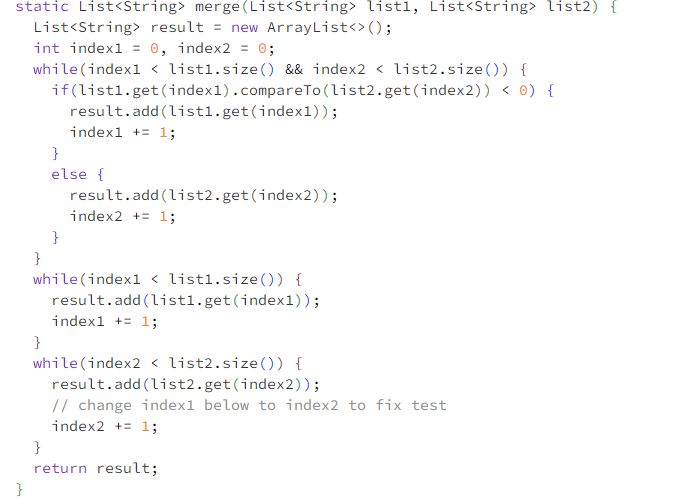 static List<String> merge(List<String> list1, List<String> list2) {
  List<String> result = new ArrayList<>();
  int index1 = 0, index2 = 0;
  while(index1 < list1.size() && index2 < list2.size()) {
    if(list1.get(index1).compareTo(list2.get(index2)) < 0) {
      result.add(list1.get(index1));
      index1 += 1;
    }
    else {
      result.add(list2.get(index2));
      index2 += 1;
    }
  }
  while(index1 < list1.size()) {
    result.add(list1.get(index1));
    index1 += 1;
  }
  while(index2 < list2.size()) {
    result.add(list2.get(index2));
    // change index1 below to index2 to fix test
    index2 += 1;
  }
  return result;
}